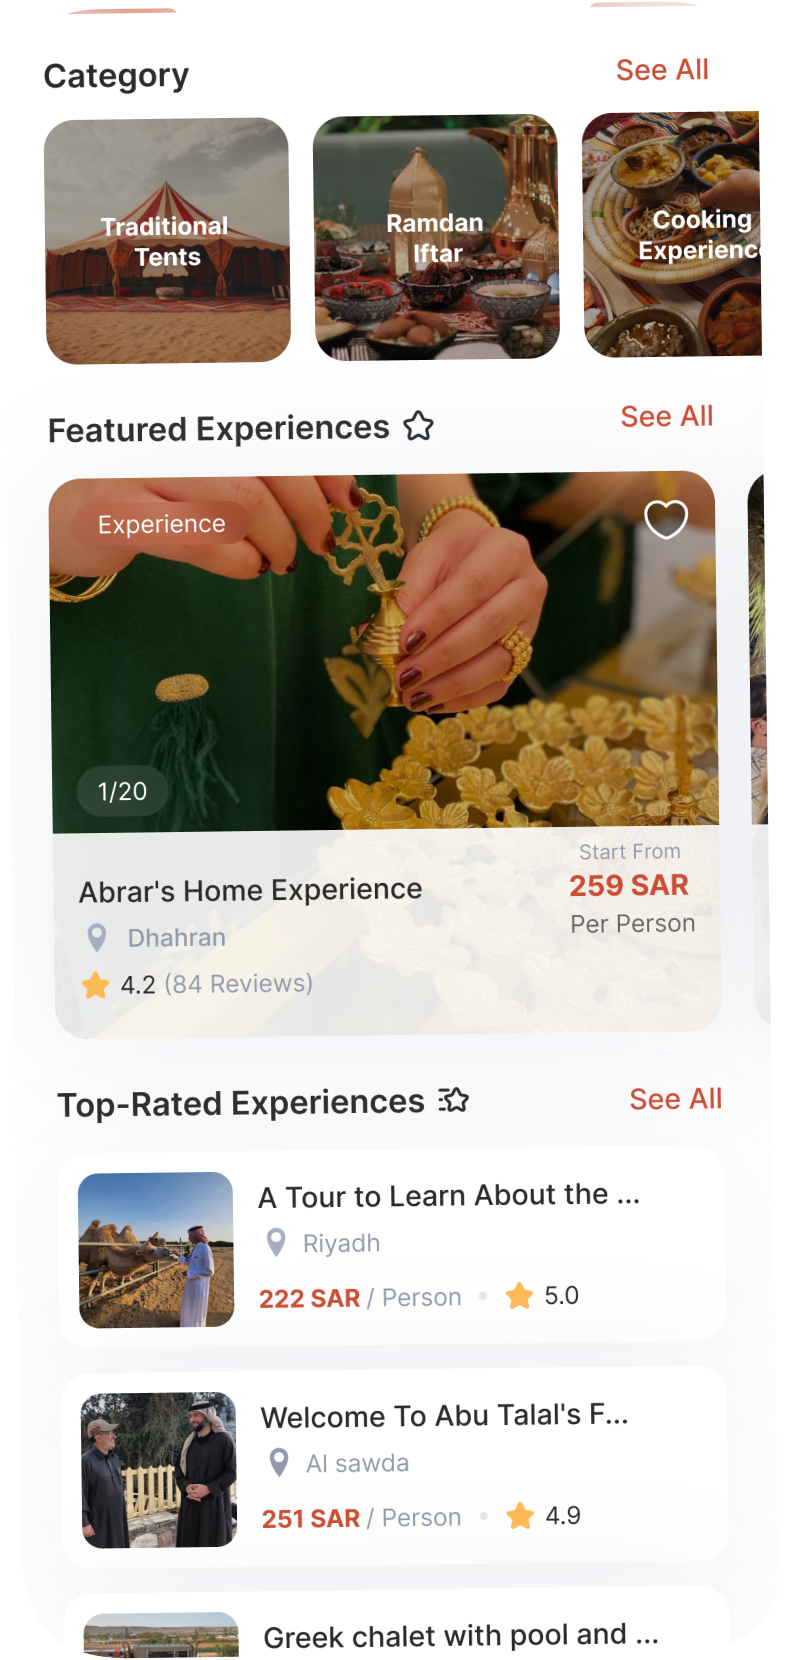 Category
See All
Traditional
Tents
Ramdan
Iftar
Cooking
Experience
Featured Experiences
See All
Experience
1/20
Abrar's Home Experience
Start From
259 SAR
Per Person
Dhahran
4.2 (84 Reviews)
Top-Rated Experiences
See All
A Tour to Learn About the ...
Riyadh
222 SAR / Person
5.0
Welcome To Abu Talal's F...
Al sawda
251 SAR / Person
4.9
Greek chalet with pool and ...